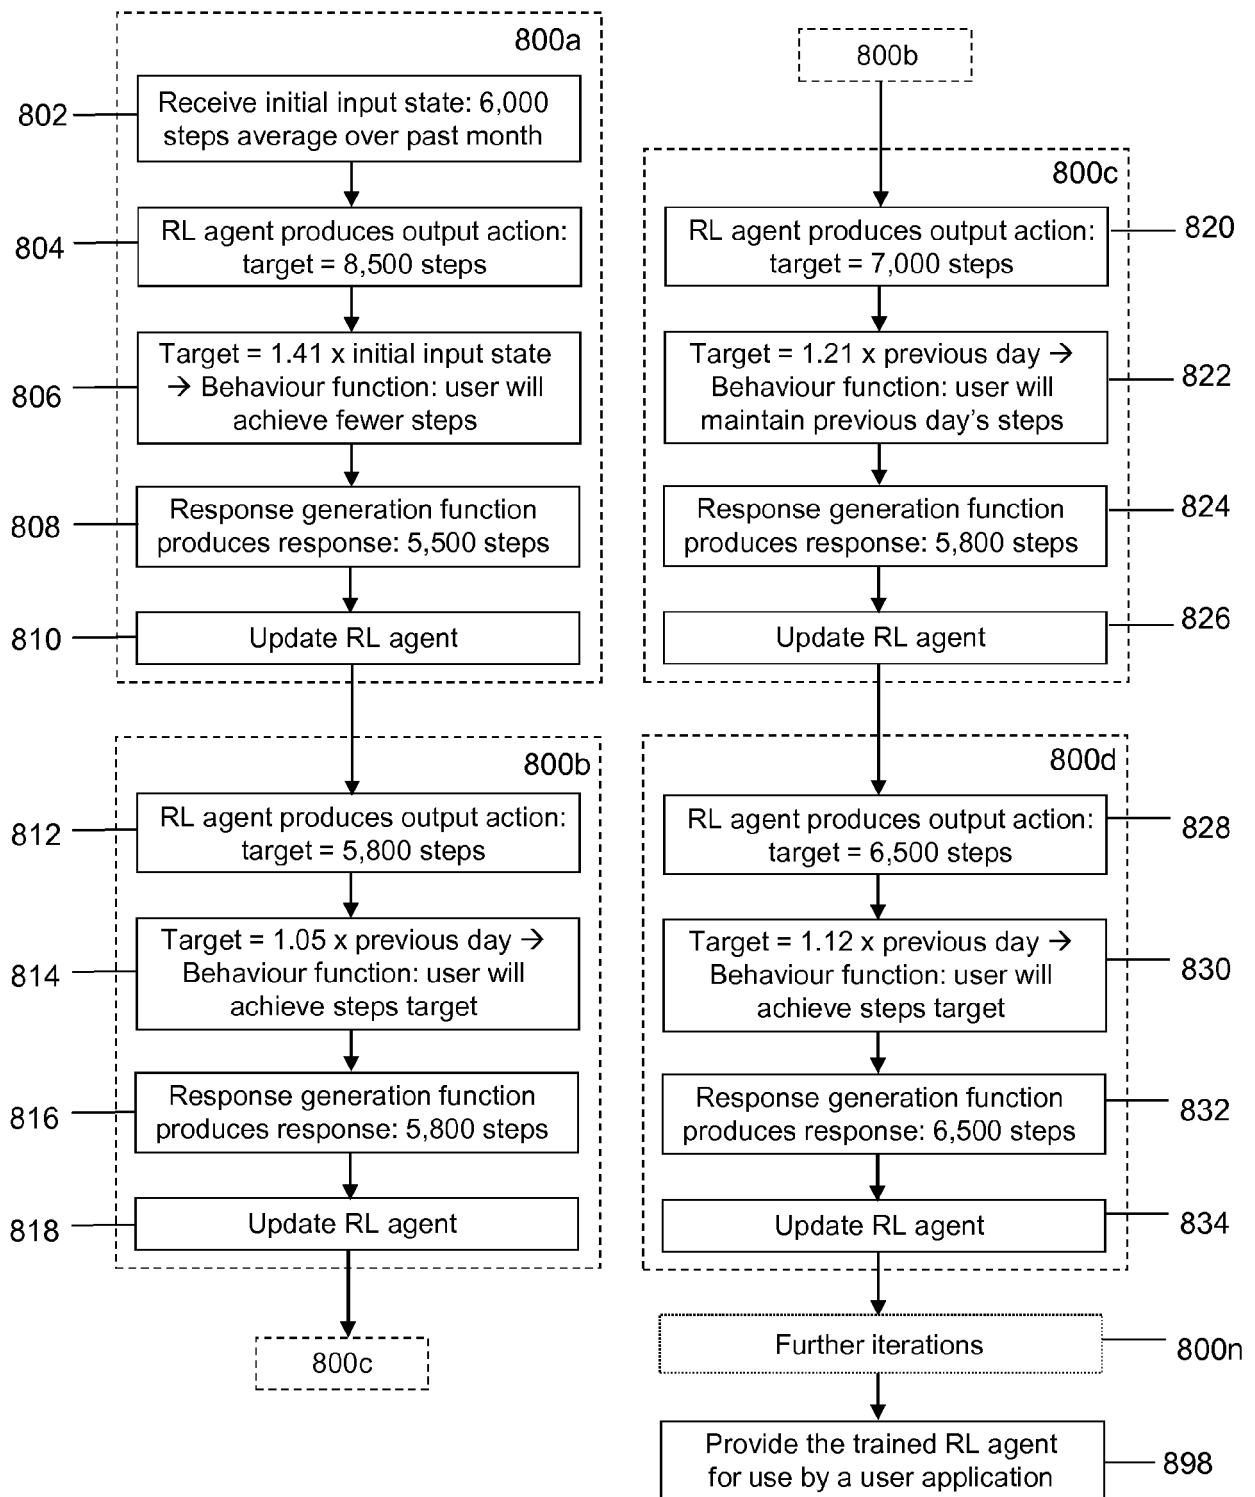 800a
802
Receive initial input state: 6,000
steps average over past month
804
RL agent produces output action:
target = 8,500 steps
806
Target = 1.41 x initial input state
→ Behaviour function: user will
achieve fewer steps
808
Response generation function
produces response: 5,500 steps
810
Update RL agent
800b
812
RL agent produces output action:
target = 5,800 steps
814
Target = 1.05 x previous day →
Behaviour function: user will
achieve steps target
816
Response generation function
produces response: 5,800 steps
818
Update RL agent
800c
800b
800c
RL agent produces output action:
target = 7,000 steps
820
Target = 1.21 x previous day →
Behaviour function: user will
maintain previous day's steps
822
Response generation function
produces response: 5,800 steps
824
Update RL agent
826
800d
RL agent produces output action:
target = 6,500 steps
828
Target = 1.12 x previous day →
Behaviour function: user will
achieve steps target
830
Response generation function
produces response: 6,500 steps
832
Update RL agent
834
Further iterations
800n
Provide the trained RL agent
for use by a user application
898